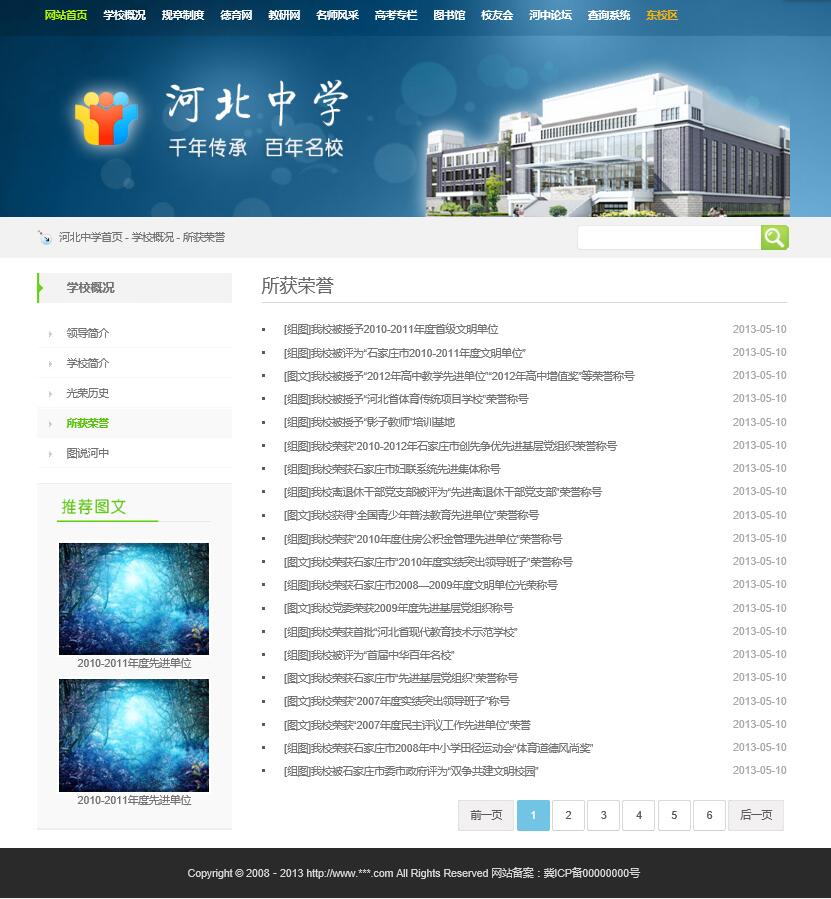 网站首页 学校概况 规章制度 德育网 教研网 名师风采 高考专栏 图书馆 校友会 河中论坛 查询系统 东校区
河北中学
千年传承 百年名校
河北中学首页 - 学校概况 - 所获荣誉
学校概况
领导简介
学校简介
光荣历史
所获荣誉
图说河中
推荐图文
2010-2011年度先进单位
2010-2011年度先进单位
所获荣誉
[组图]我校被授予2010-2011年度省级文明单位 2013-05-10
[组图]我校被评为“石家庄市2010-2011年度文明单位” 2013-05-10
[图文]我校被授予“2012年高中教学先进单位”“2012年高中增值奖”等荣誉称号 2013-05-10
[组图]我校被授予“河北省体育传统项目学校”荣誉称号 2013-05-10
[组图]我校被授予“影子教师”培训基地 2013-05-10
[组图]我校荣获“2010-2012年石家庄市创先争优先进基层党组织荣誉称号 2013-05-10
[组图]我校荣获石家庄市妇联系统先进集体称号 2013-05-10
[组图]我校离退休干部党支部被评为“先进离退休干部党支部”荣誉称号 2013-05-10
[图文]我校获得“全国青少年普法教育先进单位”荣誉称号 2013-05-10
[组图]我校荣获“2010年度住房公积金管理先进单位”荣誉称号 2013-05-10
[图文]我校荣获石家庄市“2010年度实绩突出领导班子”荣誉称号 2013-05-10
[组图]我校荣获石家庄市2008—2009年度文明单位光荣称号 2013-05-10
[图文]我校党委荣获2009年度先进基层党组织称号 2013-05-10
[组图]我校荣获首批“河北省现代教育技术示范学校” 2013-05-10
[组图]我校被评为“首届中华百年名校” 2013-05-10
[图文]我校荣获石家庄市“先进基层党组织”荣誉称号 2013-05-10
[图文]我校荣获“2007年度实绩突出领导班子”称号 2013-05-10
[图文]我校荣获“2007年度民主评议工作先进单位”荣誉 2013-05-10
[组图]我校荣获石家庄市2008年中小学田径运动会“体育道德风尚奖” 2013-05-10
[组图]我校被石家庄市委市政府评为“双争共建文明校园” 2013-05-10
前一页 1 2 3 4 5 6 后一页
Copyright © 2008 - 2013 http://www.***.com All Rights Reserved 网站备案：冀ICP备00000000号